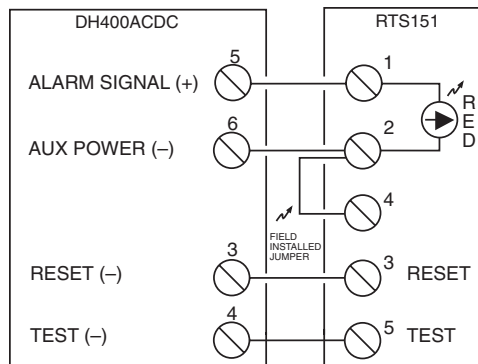 DH400ACDC
RTS151
ALARM SIGNAL (+)
5
1
RED
AUX POWER (–)
6
2
4
FIELD
INSTALLED
JUMPER
RESET (–)
3
3
RESET
TEST (–)
4
5
TEST